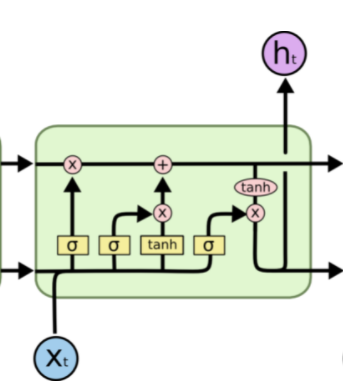 hₜ
x +
tanh
x x
σ σ tanh σ
Xₜ